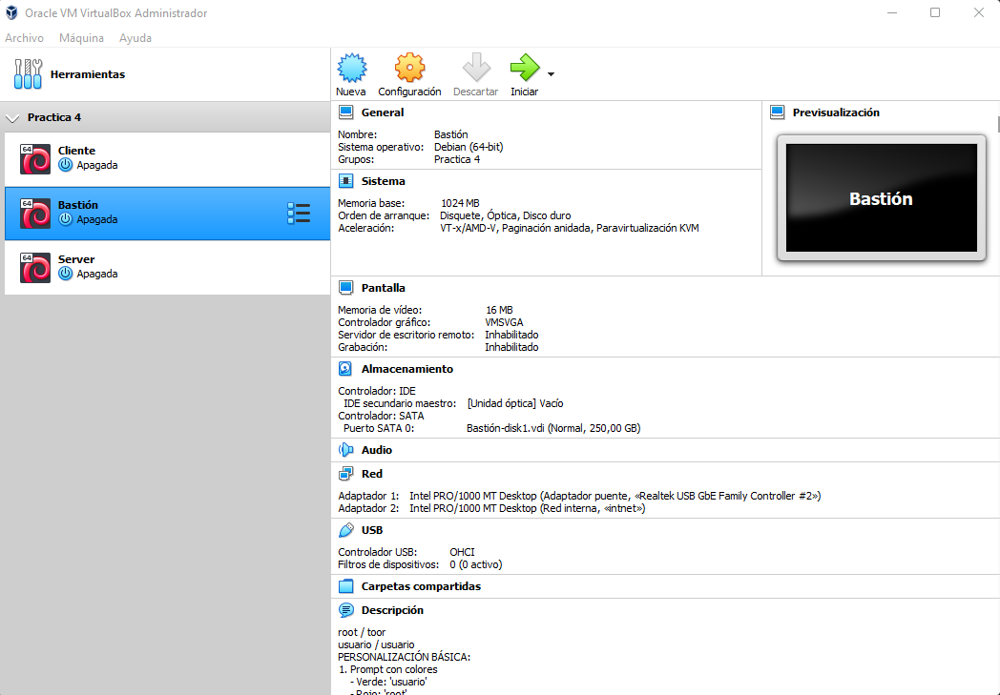 Oracle VM VirtualBox Administrador
Archivo Máquina Ayuda
Herramientas
Practica 4
64
Cliente
Apagada
64
Bastión
Apagada
64
Server
Apagada
Nueva Configuración Descartar Iniciar
General
Nombre: Bastión
Sistema operativo: Debian (64-bit)
Grupos: Practica 4
Previsualización
Bastión
Sistema
Memoria base: 1024 MB
Orden de arranque: Disquete, Óptica, Disco duro
Aceleración: VT-x/AMD-V, Paginación anidada, Paravirtualización KVM
Pantalla
Memoria de vídeo: 16 MB
Controlador gráfico: VMSVGA
Servidor de escritorio remoto: Inhabilitado
Grabación: Inhabilitado
Almacenamiento
Controlador: IDE
IDE secundario maestro: [Unidad óptica] Vacío
Controlador: SATA
Puerto SATA 0: Bastión-disk1.vdi (Normal, 250,00 GB)
Audio
Red
Adaptador 1: Intel PRO/1000 MT Desktop (Adaptador puente, «Realtek USB GbE Family Controller #2»)
Adaptador 2: Intel PRO/1000 MT Desktop (Red interna, «intnet»)
USB
Controlador USB: OHCI
Filtros de dispositivos: 0 (0 activo)
Carpetas compartidas
Descripción
root / toor
usuario / usuario
PERSONALIZACIÓN BÁSICA:
1. Prompt con colores
- Verde: 'usuario'
- Rojo: 'root'